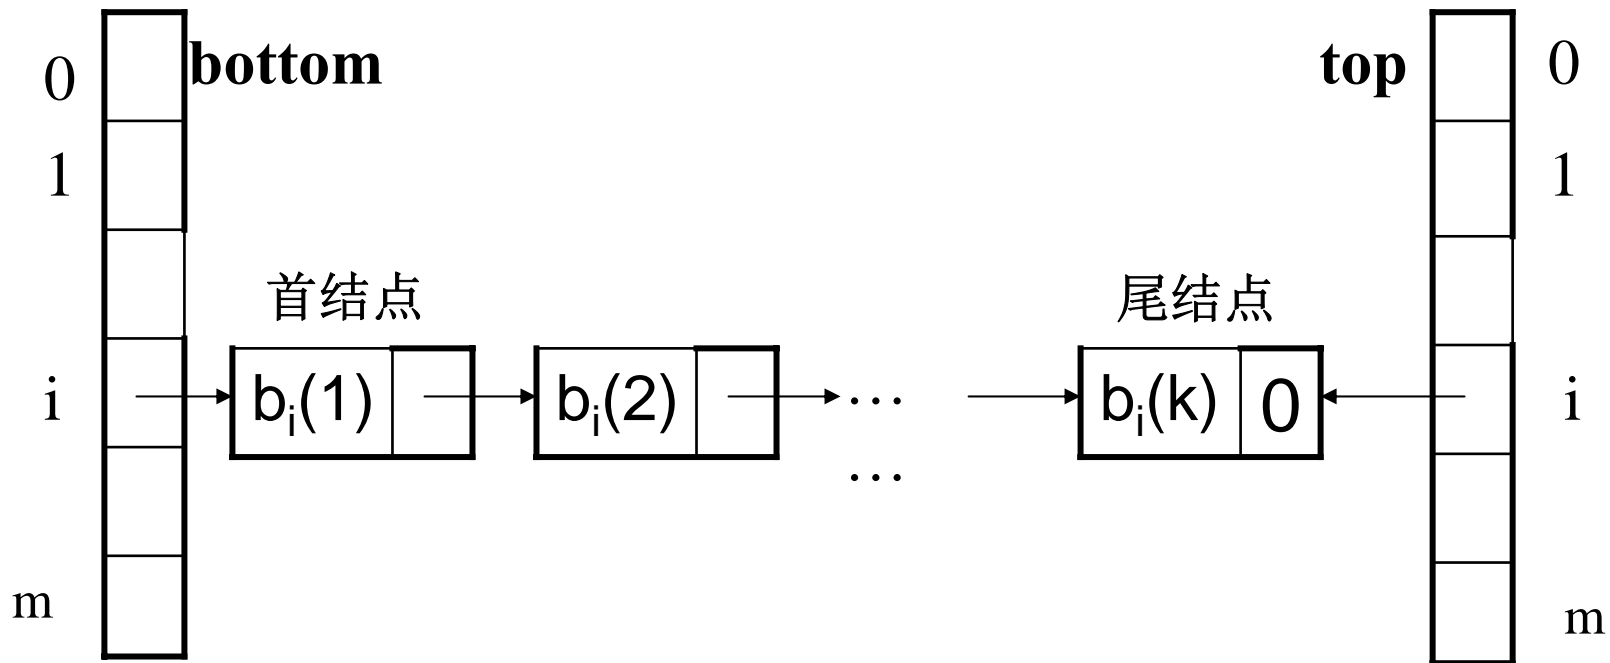 0 bottom top 0
1 1
首结点 尾结点
i bᵢ(1) bᵢ(2) … bᵢ(k) 0 i
…
m m